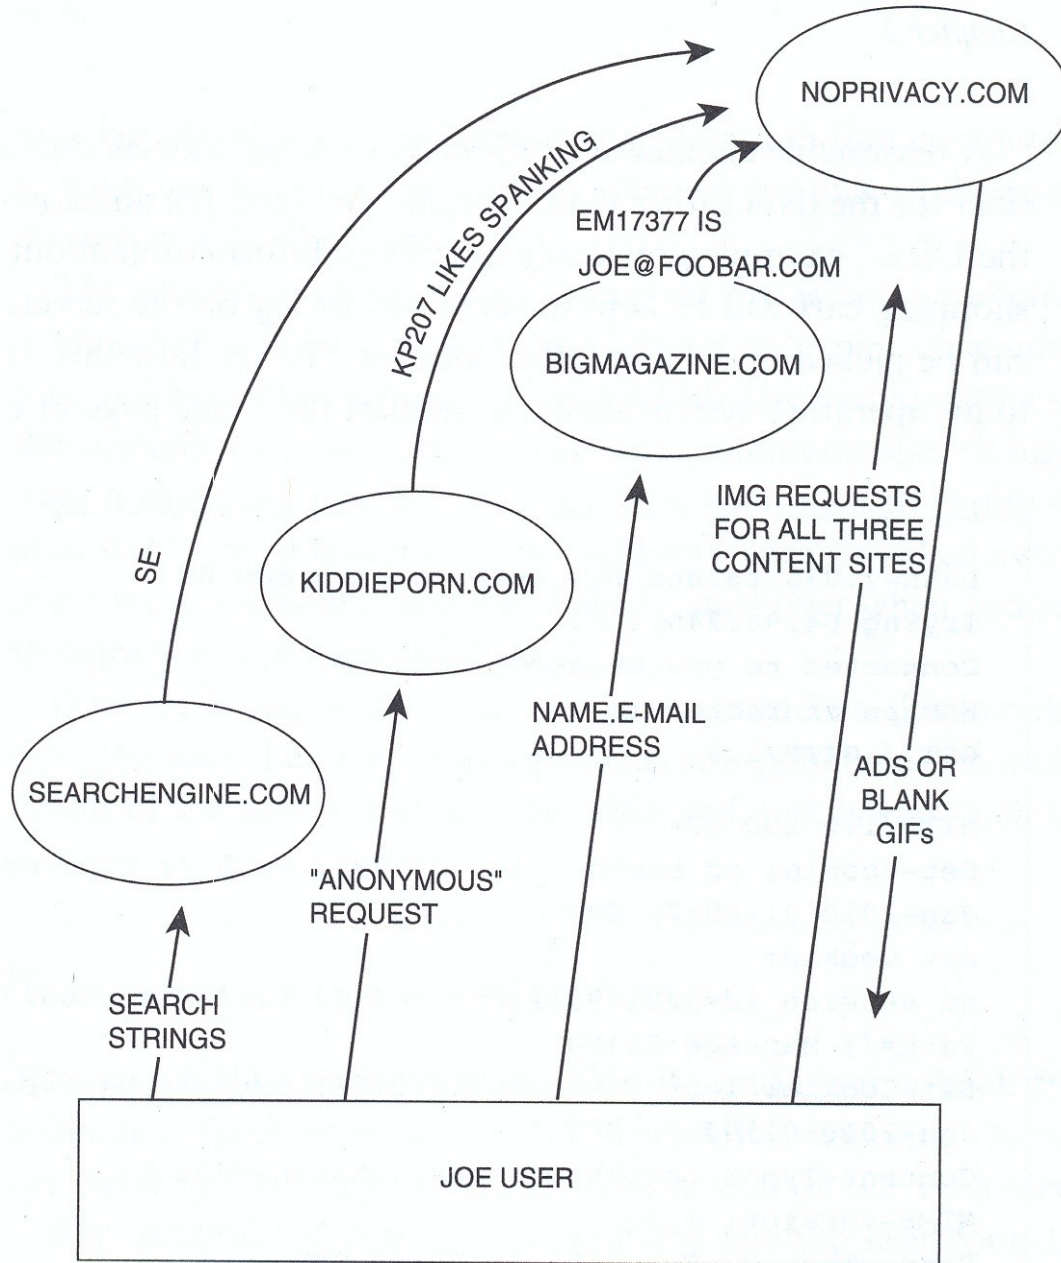 NOPRIVACY.COM
KP207 LIKES SPANKING
EM17377 IS
JOE@FOOBAR.COM
BIGMAGAZINE.COM
SE
KIDDIEPORN.COM
IMG REQUESTS
FOR ALL THREE
CONTENT SITES
SEARCHENGINE.COM
NAME.E-MAIL
ADDRESS
ADS OR
BLANK
GIFs
"ANONYMOUS"
REQUEST
SEARCH
STRINGS
JOE USER